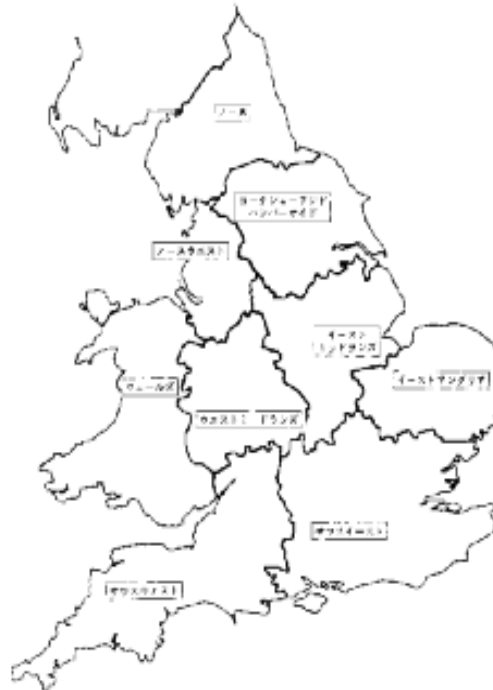 ノース
ヨークシャーアンド
ハンバーサイド
ノースウエスト
イースト
ミッドランズ
ウェールズ
イーストアングリア
ウエストミッドランズ
サウスイースト
サウスウエスト